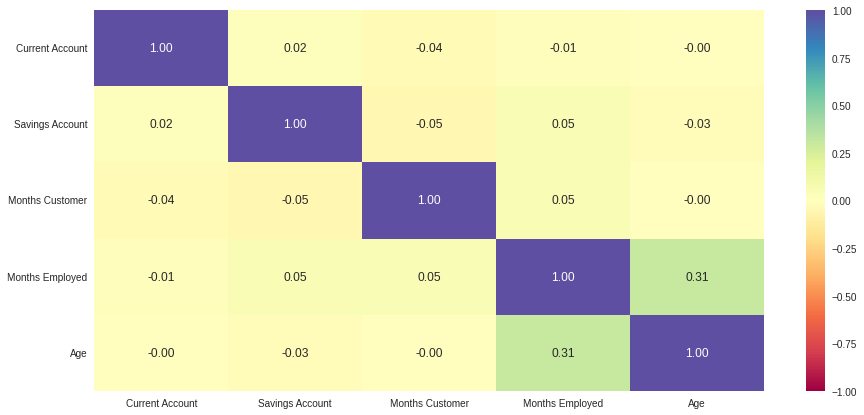 Current Account 1.00 0.02 -0.04 -0.01 -0.00
Savings Account 0.02 1.00 -0.05 0.05 -0.03
Months Customer -0.04 -0.05 1.00 0.05 -0.00
Months Employed -0.01 0.05 0.05 1.00 0.31
Age -0.00 -0.03 -0.00 0.31 1.00
Current Account Savings Account Months Customer Months Employed Age
1.00
0.75
0.50
0.25
0.00
−0.25
−0.50
−0.75
−1.00